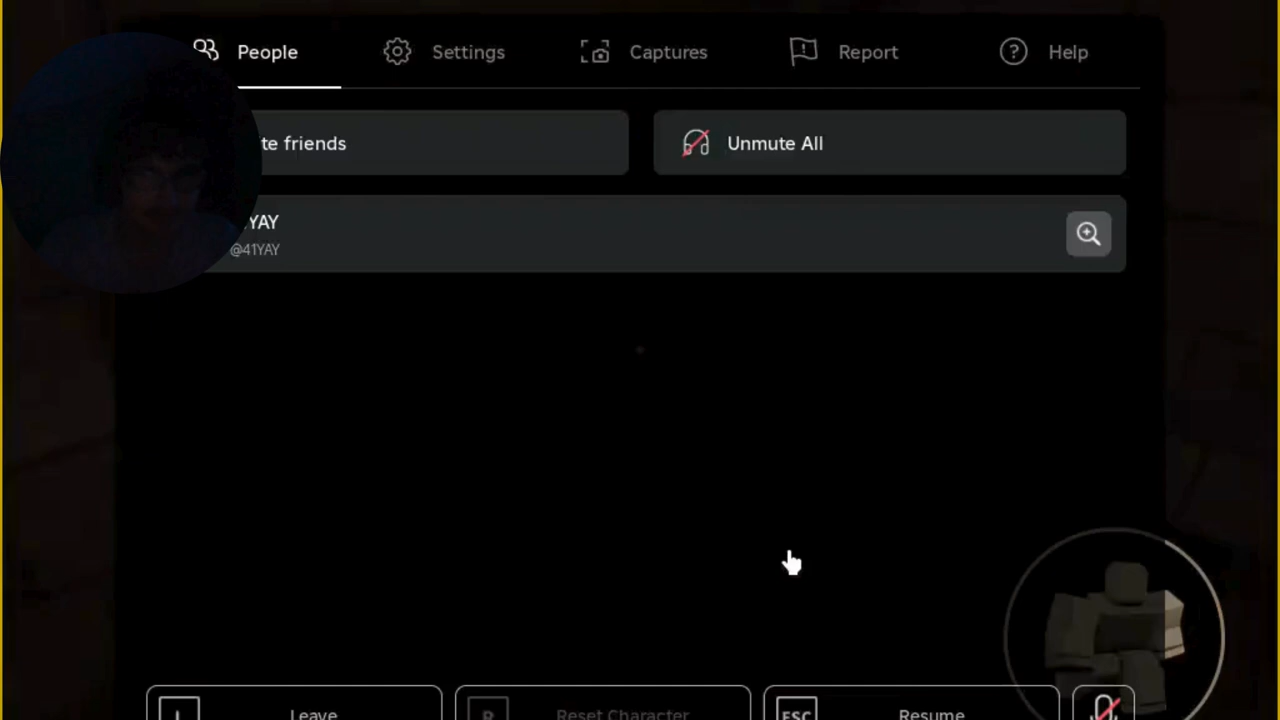 People
Settings
Captures
Report
Help
te friends
Unmute All
YAY
@41YAY
L
Leave
R
Reset Character
ESC
Resume